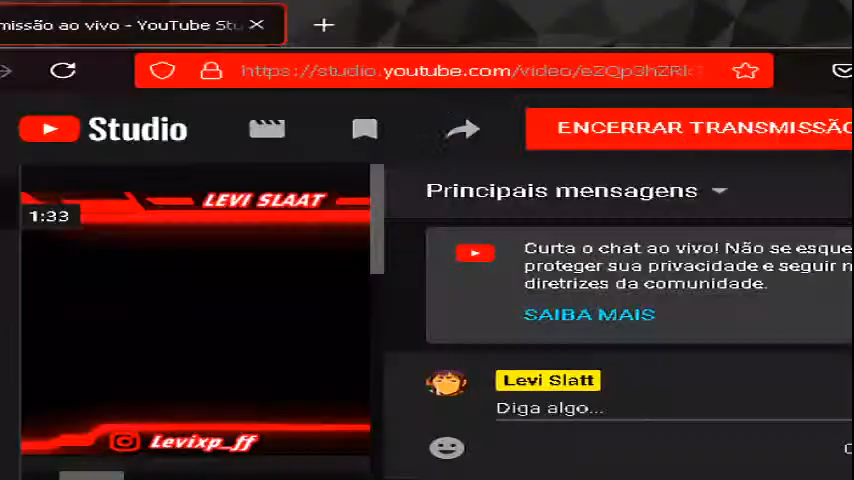 missão ao vivo - YouTube Stu
https://studio.youtube.com/video/eZQp3hZRk
Studio
ENCERRAR TRANSMISSÃO
LEVI SLAAT
1:33
Principais mensagens
Curta o chat ao vivo! Não se esque
proteger sua privacidade e seguir n
diretrizes da comunidade.
SAIBA MAIS
Levi Slatt
Diga algo...
Levixp_ff